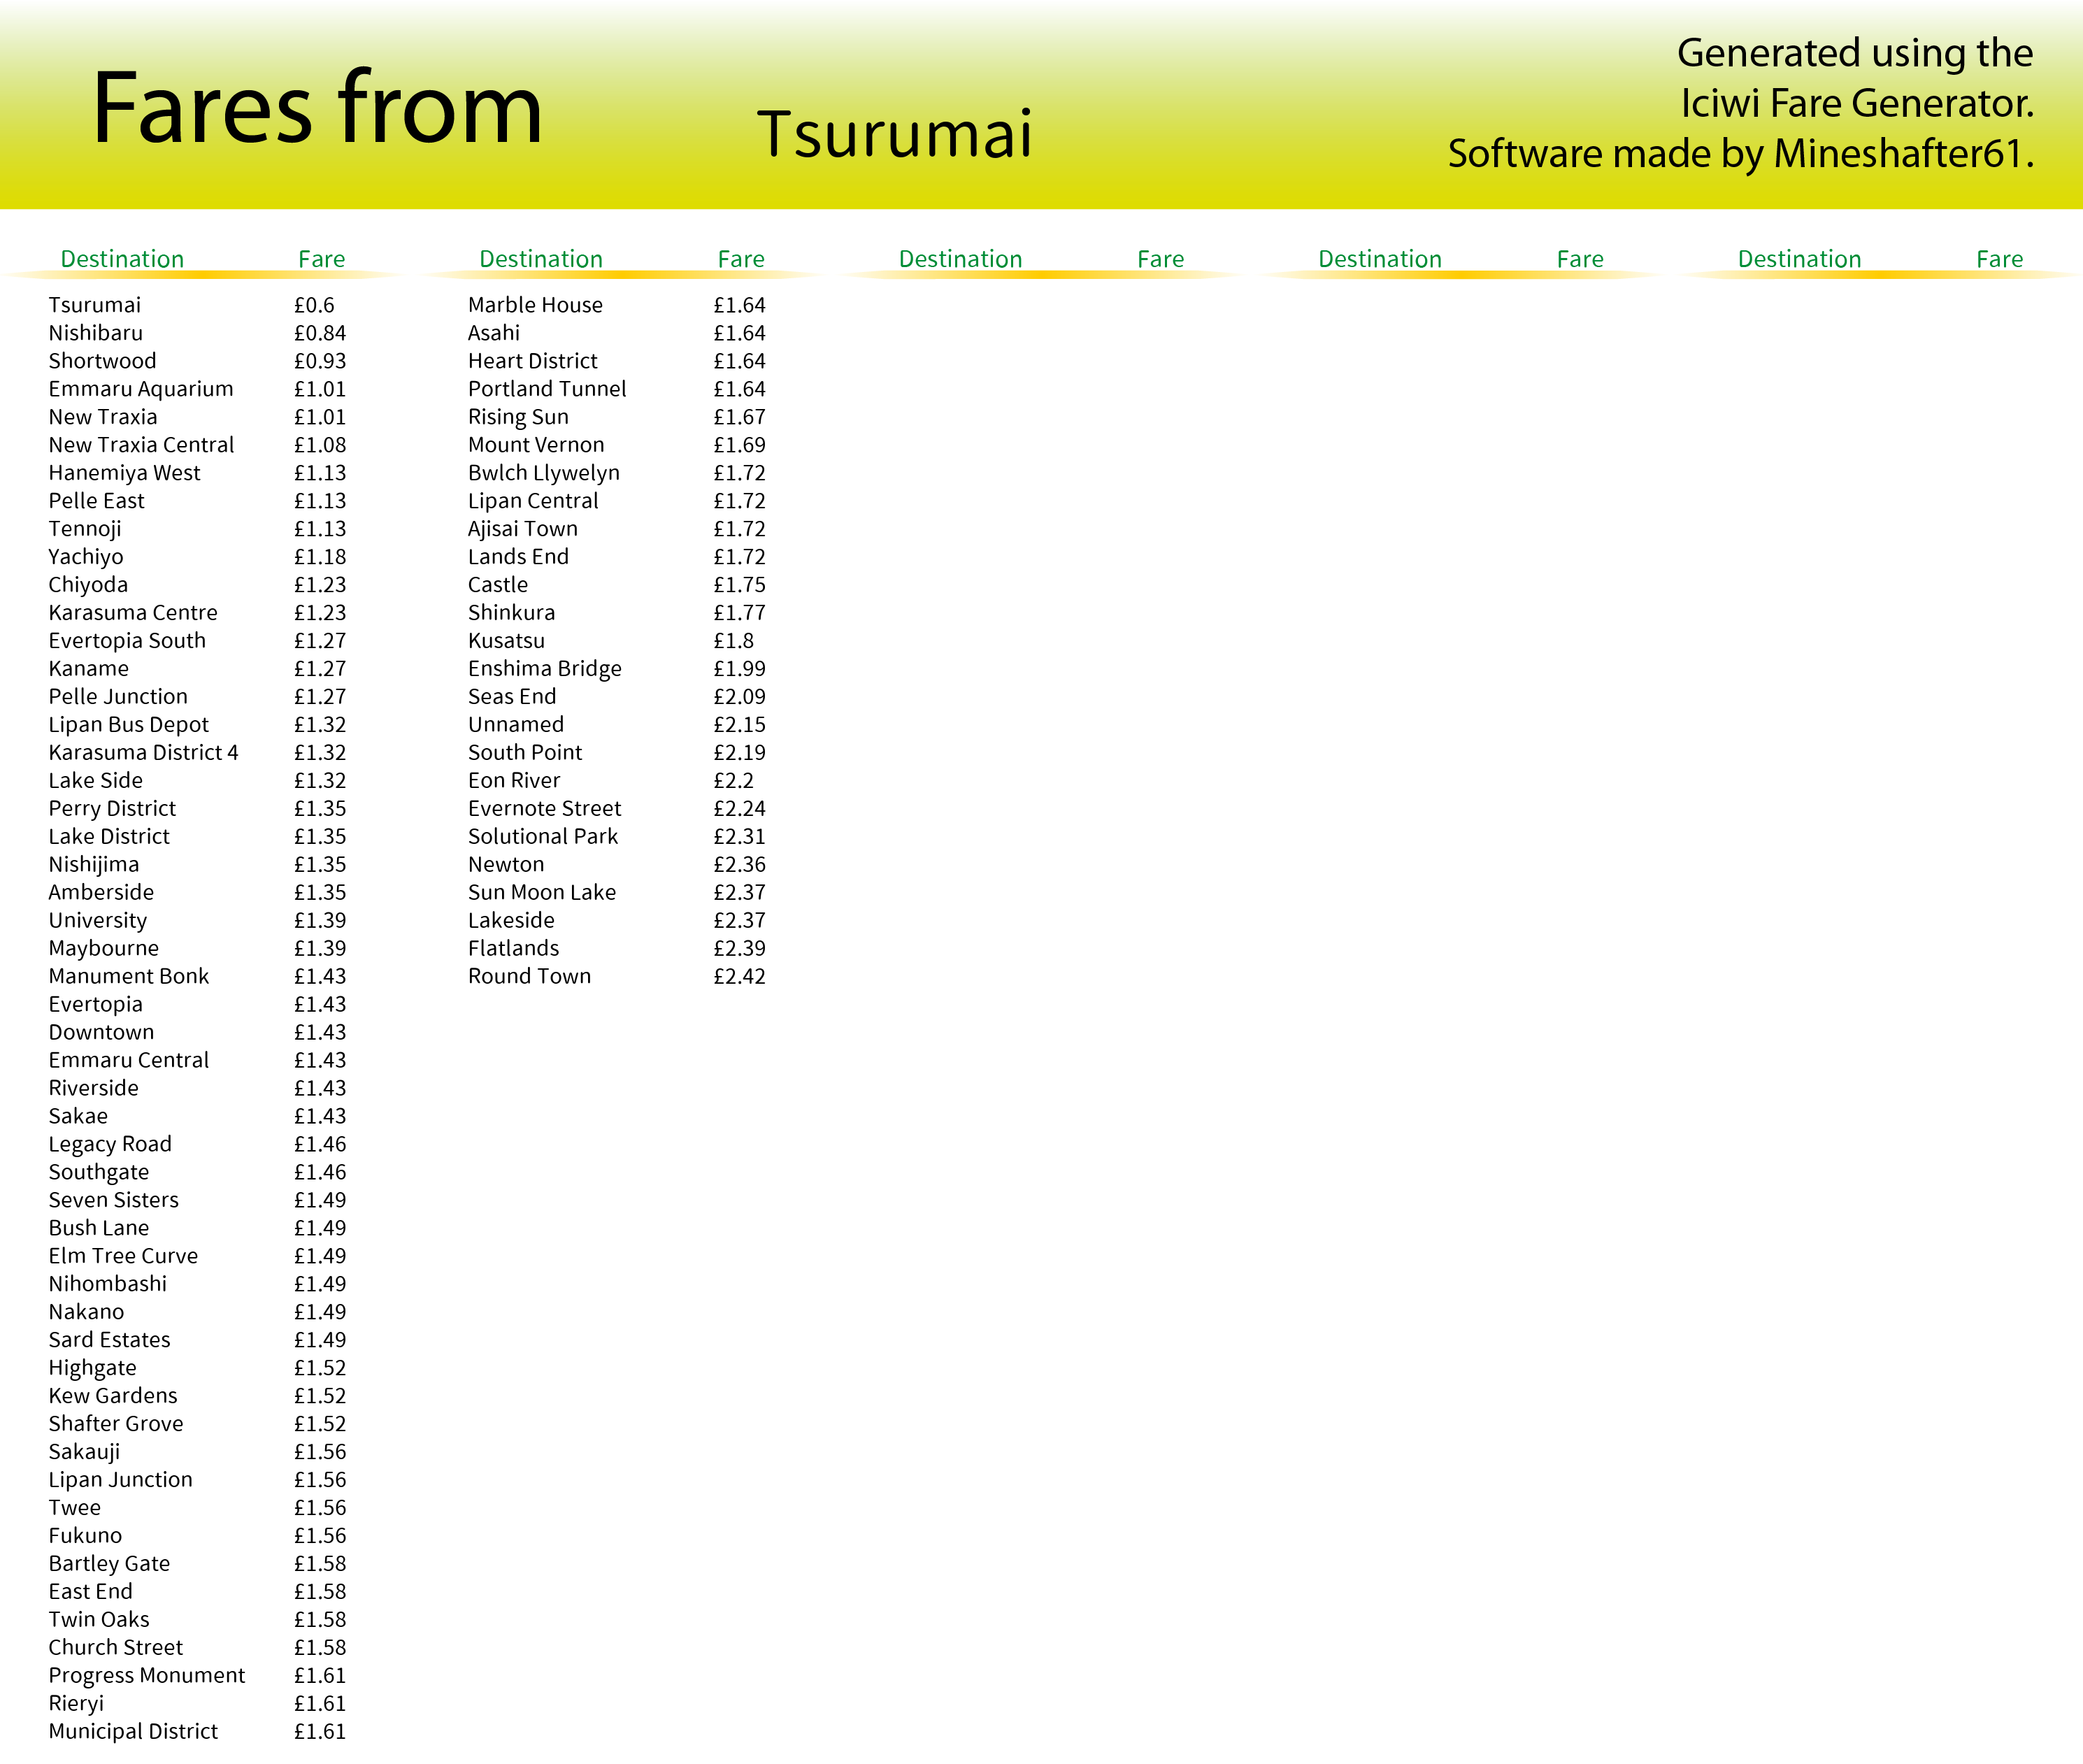 Fares from
Tsurumai
Generated using the
Iciwi Fare Generator.
Software made by Mineshafter61.
Destination Fare
Tsurumai £0.6
Nishibaru £0.84
Shortwood £0.93
Emmaru Aquarium £1.01
New Traxia £1.01
New Traxia Central £1.08
Hanemiya West £1.13
Pelle East £1.13
Tennoji £1.13
Yachiyo £1.18
Chiyoda £1.23
Karasuma Centre £1.23
Evertopia South £1.27
Kaname £1.27
Pelle Junction £1.27
Lipan Bus Depot £1.32
Karasuma District 4 £1.32
Lake Side £1.32
Perry District £1.35
Lake District £1.35
Nishijima £1.35
Amberside £1.35
University £1.39
Maybourne £1.39
Manument Bonk £1.43
Evertopia £1.43
Downtown £1.43
Emmaru Central £1.43
Riverside £1.43
Sakae £1.43
Legacy Road £1.46
Southgate £1.46
Seven Sisters £1.49
Bush Lane £1.49
Elm Tree Curve £1.49
Nihombashi £1.49
Nakano £1.49
Sard Estates £1.49
Highgate £1.52
Kew Gardens £1.52
Shafter Grove £1.52
Sakauji £1.56
Lipan Junction £1.56
Twee £1.56
Fukuno £1.56
Bartley Gate £1.58
East End £1.58
Twin Oaks £1.58
Church Street £1.58
Progress Monument £1.61
Rieryi £1.61
Municipal District £1.61
Destination Fare
Marble House £1.64
Asahi £1.64
Heart District £1.64
Portland Tunnel £1.64
Rising Sun £1.67
Mount Vernon £1.69
Bwlch Llywelyn £1.72
Lipan Central £1.72
Ajisai Town £1.72
Lands End £1.72
Castle £1.75
Shinkura £1.77
Kusatsu £1.8
Enshima Bridge £1.99
Seas End £2.09
Unnamed £2.15
South Point £2.19
Eon River £2.2
Evernote Street £2.24
Solutional Park £2.31
Newton £2.36
Sun Moon Lake £2.37
Lakeside £2.37
Flatlands £2.39
Round Town £2.42
Destination Fare
Destination Fare
Destination Fare